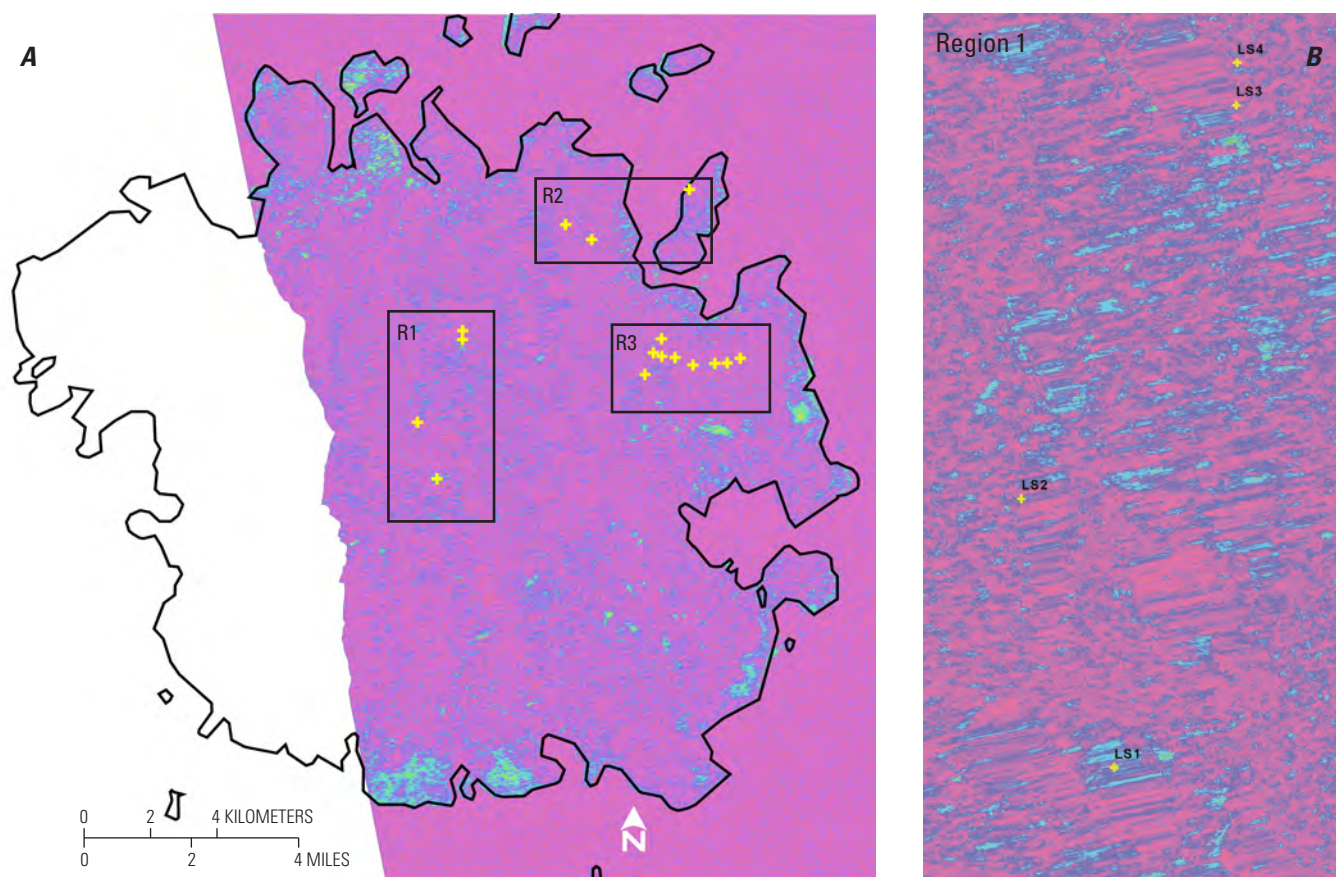 A
R2
R1
R3
0 2 4 KILOMETERS
0 2 4 MILES
N
Region 1
B
LS4
LS3
LS2
LS1